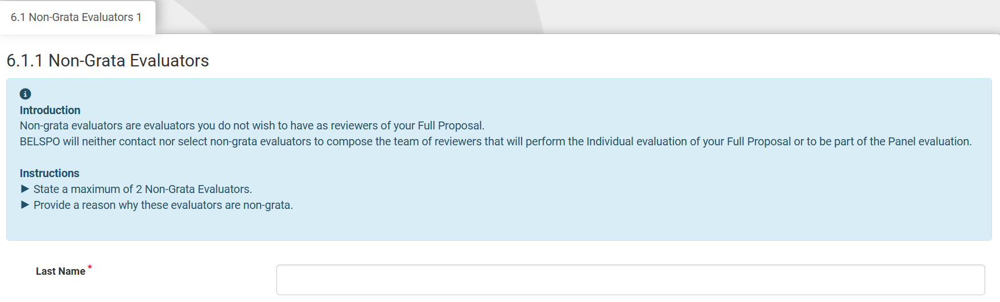 6.1 Non-Grata Evaluators 1
6.1.1 Non-Grata Evaluators
Introduction
Non-grata evaluators are evaluators you do not wish to have as reviewers of your Full Proposal.
BELSPO will neither contact nor select non-grata evaluators to compose the team of reviewers that will perform the Individual evaluation of your Full Proposal or to be part of the Panel evaluation.
Instructions
► State a maximum of 2 Non-Grata Evaluators.
► Provide a reason why these evaluators are non-grata.
Last Name *